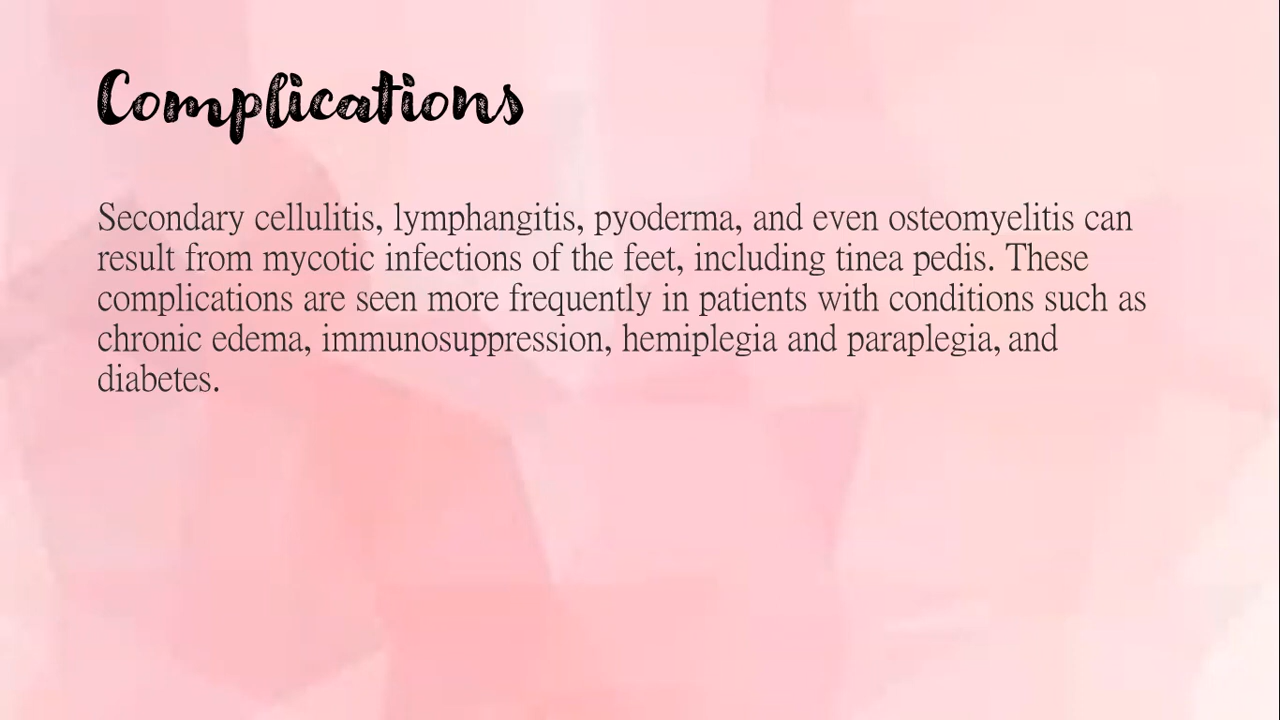 Complications
Secondary cellulitis, lymphangitis, pyoderma, and even osteomyelitis can
result from mycotic infections of the feet, including tinea pedis. These
complications are seen more frequently in patients with conditions such as
chronic edema, immunosuppression, hemiplegia and paraplegia, and
diabetes.